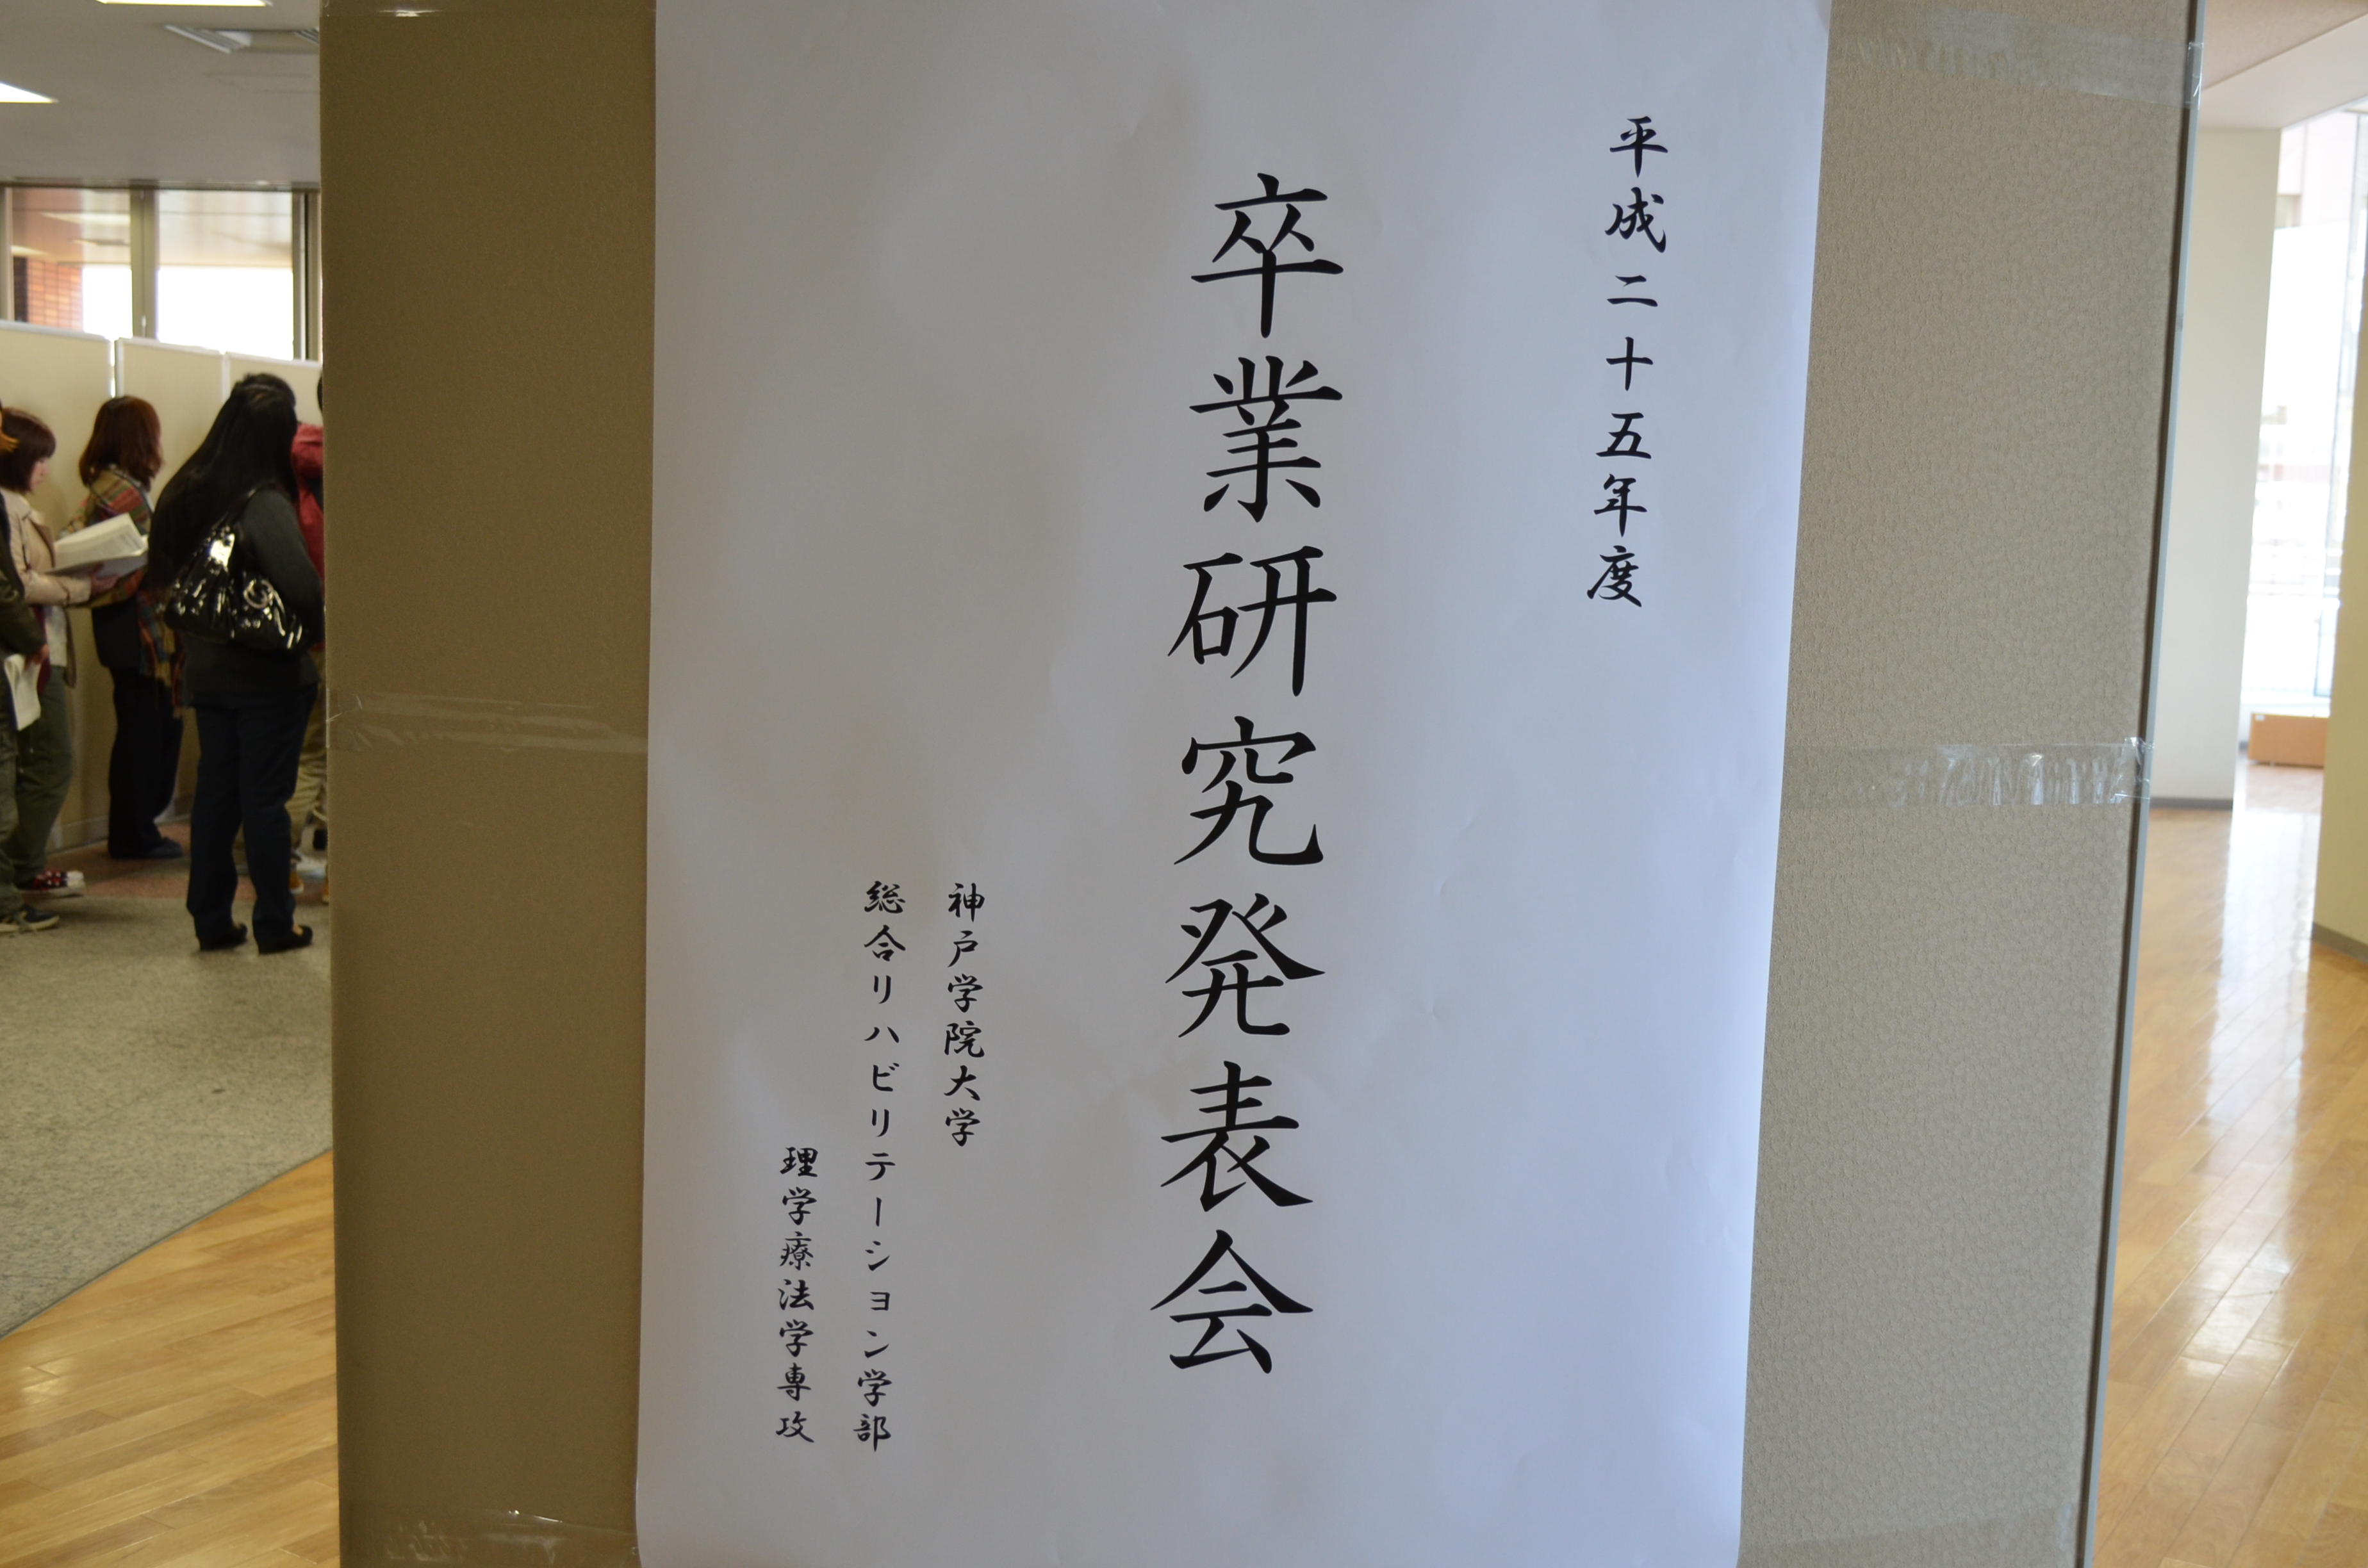 平成二十五年度
卒業研究発表会
神戸学院大学
総合リハビリテーション学部
理学療法学専攻